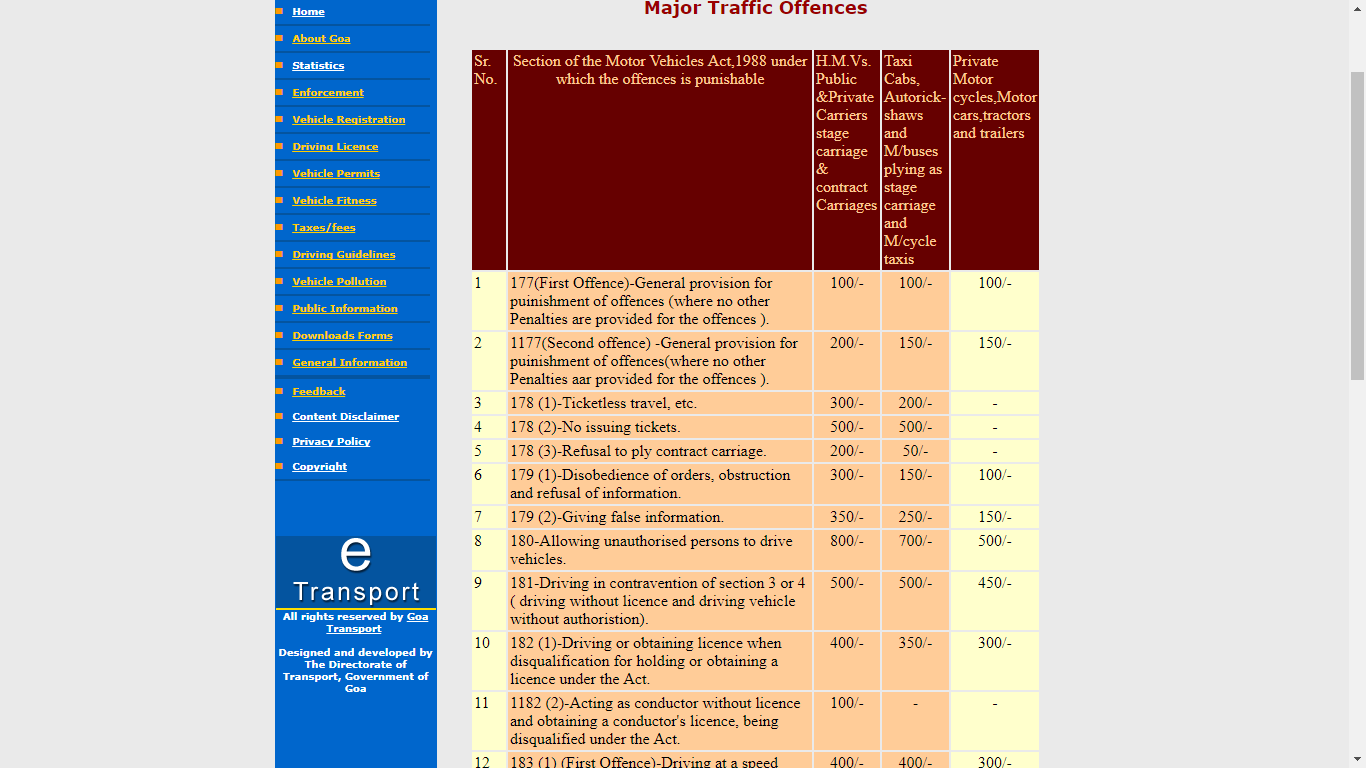 Home
About Goa
Statistics
Enforcement
Vehicle Registration
Driving Licence
Vehicle Permits
Vehicle Fitness
Taxes/fees
Driving Guidelines
Vehicle Pollution
Public Information
Downloads Forms
General Information
Feedback
Content Disclaimer
Privacy Policy
Copyright
e
Transport
All rights reserved by Goa
Transport
Designed and developed by
The Directorate of
Transport, Government of
Goa
Major Traffic Offences
Sr.
No.
Section of the Motor Vehicles Act,1988 under
which the offences is punishable
H.M.Vs.
Public
&Private
Carriers
stage
carriage
&
contract
Carriages
Taxi
Cabs,
Autorick-
shaws
and
M/buses
plying as
stage
carriage
and
M/cycle
taxis
Private
Motor
cycles,Motor
cars,tractors
and trailers
1 177(First Offence)-General provision for 100/- 100/- 100/-
puinishment of offences (where no other
Penalties are provided for the offences ).
2 1177(Second offence) -General provision for 200/- 150/- 150/-
puinishment of offences(where no other
Penalties aar provided for the offences ).
3 178 (1)-Ticketless travel, etc. 300/- 200/- -
4 178 (2)-No issuing tickets. 500/- 500/- -
5 178 (3)-Refusal to ply contract carriage. 200/- 50/- -
6 179 (1)-Disobedience of orders, obstruction 300/- 150/- 100/-
and refusal of information.
7 179 (2)-Giving false information. 350/- 250/- 150/-
8 180-Allowing unauthorised persons to drive 800/- 700/- 500/-
vehicles.
9 181-Driving in contravention of section 3 or 4 500/- 500/- 450/-
( driving without licence and driving vehicle
without authoristion).
10 182 (1)-Driving or obtaining licence when 400/- 350/- 300/-
disqualification for holding or obtaining a
licence under the Act.
11 1182 (2)-Acting as conductor without licence 100/- - -
and obtaining a conductor's licence, being
disqualified under the Act.
12 183 (1) (First Offence)-Driving at a speed 400/- 400/- 300/-